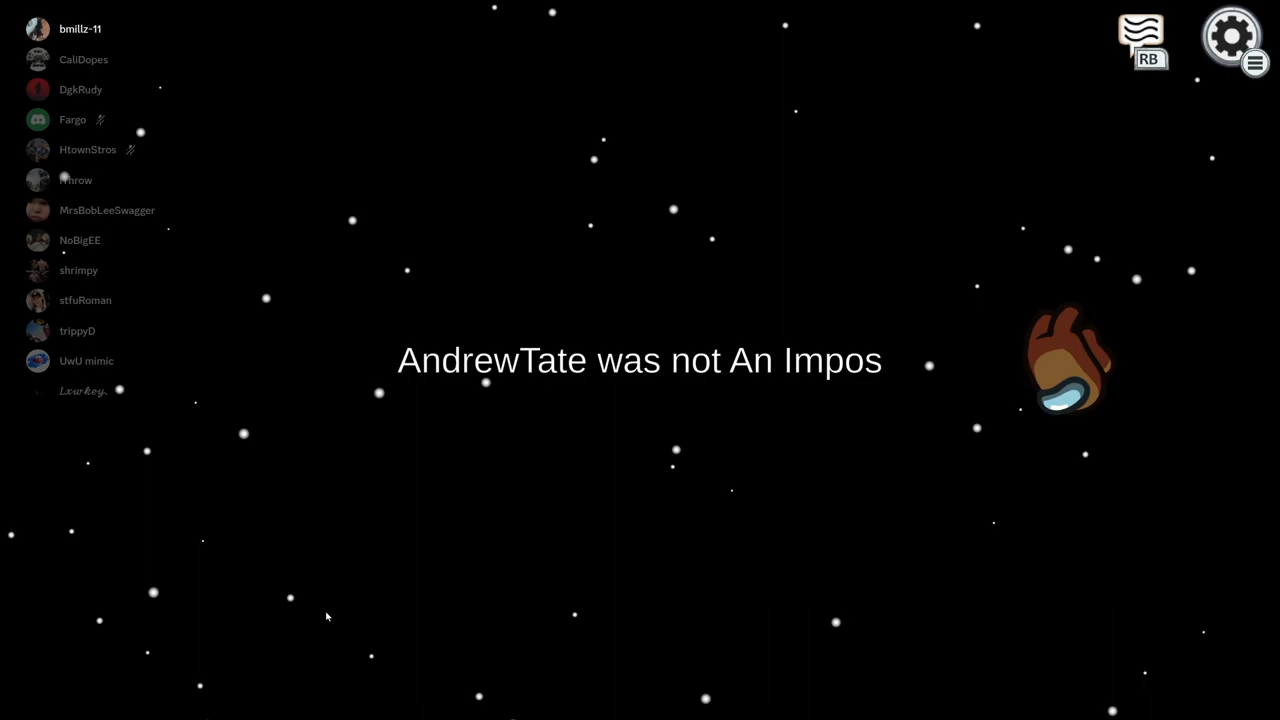 bmillz-11
CaliDopes
DgkRudy
Fargo
HtownStros
MrsBobLeeSwagger
NoBigEE
shrimpy
stfuRoman
trippyD
UwU mimic
Lxwkey.
RB
AndrewTate was not An Impos